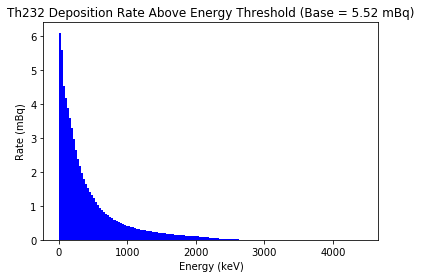 Th232 Deposition Rate Above Energy Threshold (Base = 5.52 mBq)
6
5
4
3
2
1
0
Rate (mBq)
0 1000 2000 3000 4000
Energy (keV)